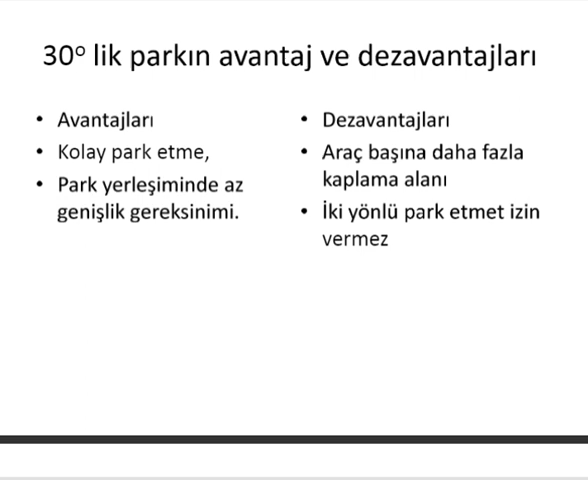 30° lik parkın avantaj ve dezavantajları
• Avantajları
• Kolay park etme,
• Park yerleşiminde az
genişlik gereksinimi.
• Dezavantajları
• Araç başına daha fazla
kaplama alanı
• İki yönlü park etmet izin
vermez